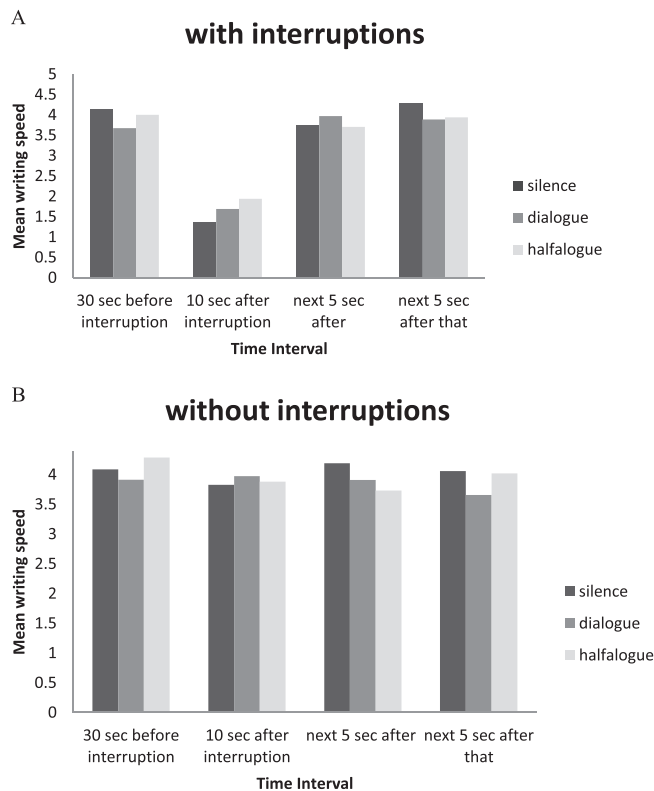 A
with interruptions
Mean writing speed
5
4.5
4
3.5
3
2.5
2
1.5
1
0.5
0
30 sec before interruption
10 sec after interruption
next 5 sec after
next 5 sec after that
Time Interval
silence
dialogue
halfalogue
B
without interruptions
Mean writing speed
4
3.5
3
2.5
2
1.5
1
0.5
0
30 sec before interruption
10 sec after interruption
next 5 sec after
next 5 sec after that
Time Interval
silence
dialogue
halfalogue